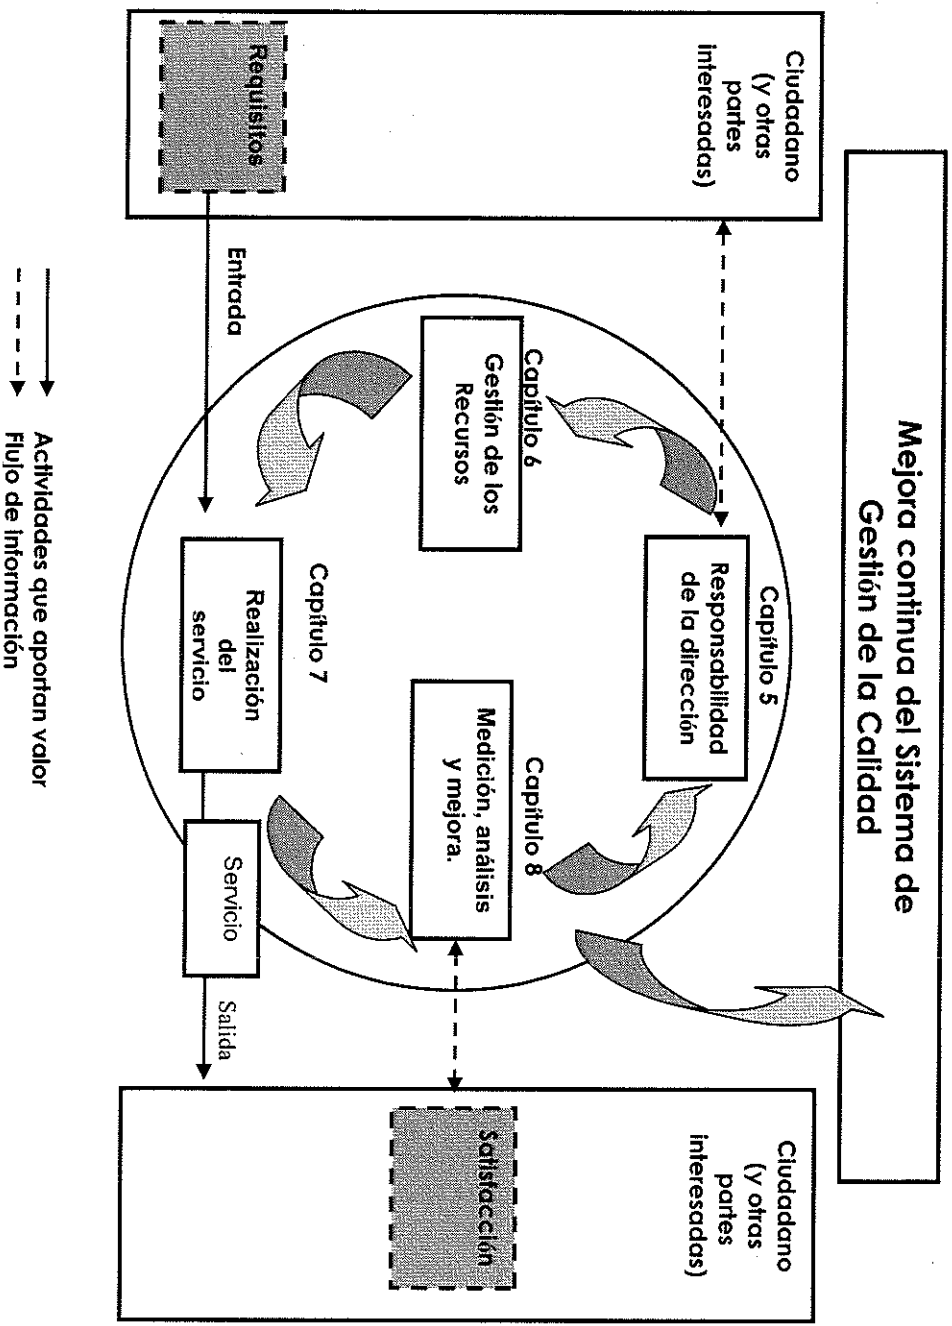 Mejora continua del Sistema de
Gestión de la Calidad
Ciudadano
(y otras
partes
interesadas)
Requisitos
Entrada
Capítulo 5
Responsabilidad
de la dirección
Capítulo 6
Gestión de los
Recursos
Capítulo 8
Medición, análisis
y mejora.
Capítulo 7
Realización
del
servicio
Servicio
Salida
Ciudadano
(y otras
partes
interesadas)
Satisfacción
Actividades que aportan valor
Flujo de información